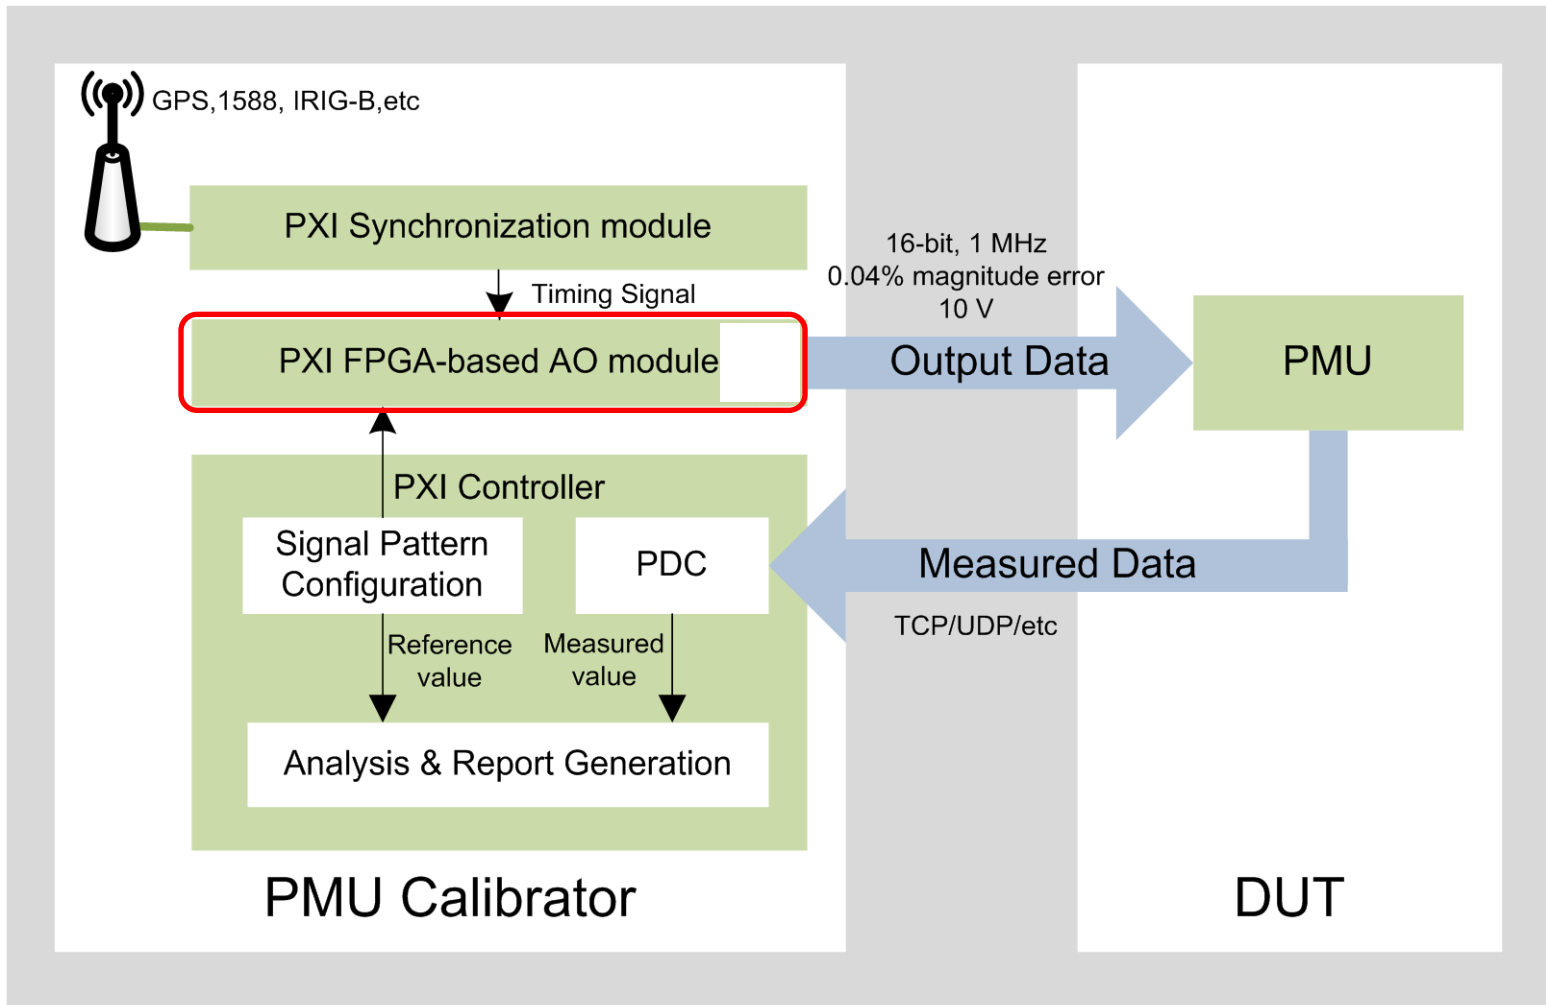 GPS,1588, IRIG-B,etc
PXI Synchronization module
Timing Signal
16-bit, 1 MHz
0.04% magnitude error
10 V
PXI FPGA-based AO module
Output Data
PMU
PXI Controller
Signal Pattern
Configuration
PDC
Measured Data
TCP/UDP/etc
Reference
value
Measured
value
Analysis & Report Generation
PMU Calibrator
DUT